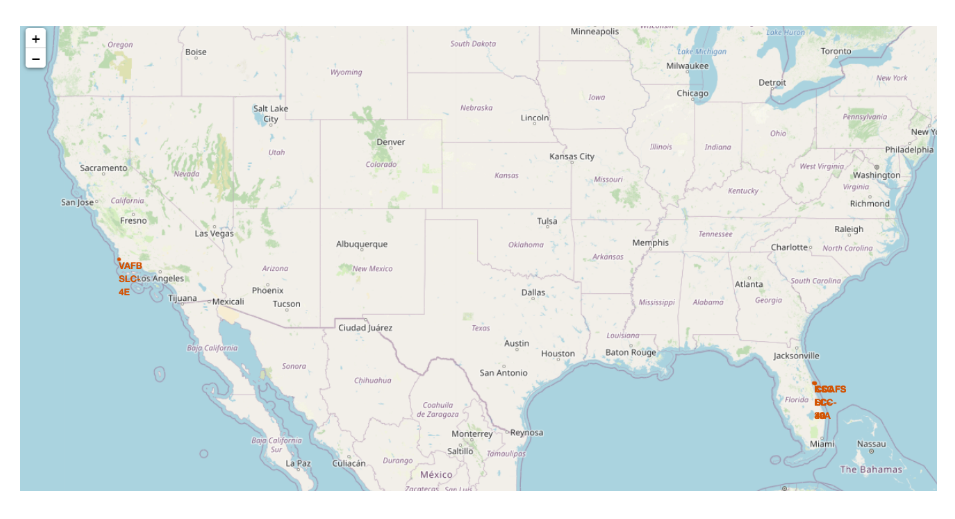 +
−
Oregon
Boise
South Dakota
Minneapolis
Wisconsin
Lake Huron
Lake Michigan
Toronto
Wyoming
Milwaukee
Detroit
New York
Chicago
Iowa
Nebraska
Salt Lake
City
Lincoln
Pennsylvania
Denver
Ohio
Utah
Illinois
Indiana
Philadelphia
Colorado
Kansas City
Sacramento
Nevada
Kansas
Missouri
West Virginia
Washington
Kentucky
Virginia
San Jose
California
Richmond
Fresno
Las Vegas
Tulsa
Raleigh
Tennessee
Albuquerque
Oklahoma
Memphis
Charlotte
North Carolina
Arkansas
VAFB
SLC-
4E
Los Angeles
Arizona
New Mexico
Phoenix
Atlanta
South Carolina
Tijuana
Mexicali
Tucson
Dallas
Mississippi
Alabama
Georgia
Ciudad Juárez
Texas
Louisiana
Baja California
Austin
Houston
Baton Rouge
Jacksonville
Sonora
San Antonio
Chihuahua
Florida
Coahuila
de Zaragoza
Monterrey
Reynosa
Miami
Nassau
Baja California
Sur
Saltillo
Tamaulipas
La Paz
Culiacán
Durango
México
The Bahamas
Zacatecas
San Luis